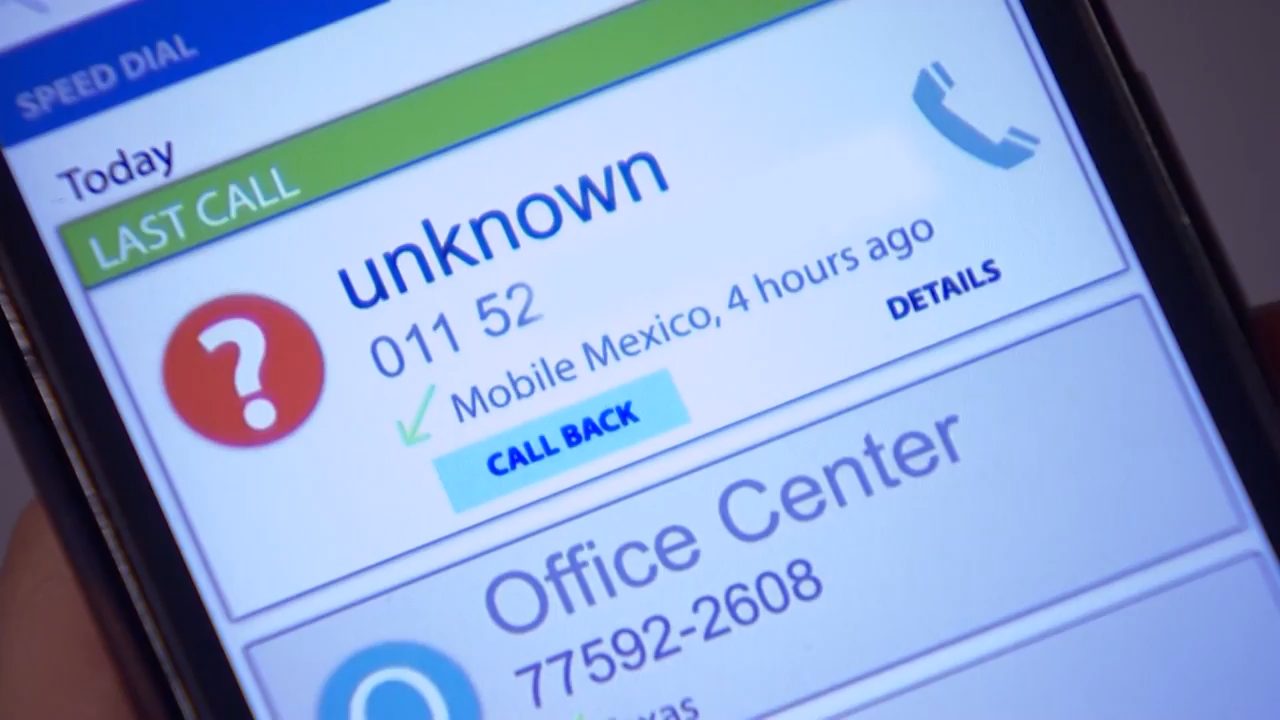 SPEED DIAL
Today
LAST CALL
unknown
011 52
Mobile Mexico, 4 hours ago
DETAILS
CALL BACK
Office Center
77592-2608